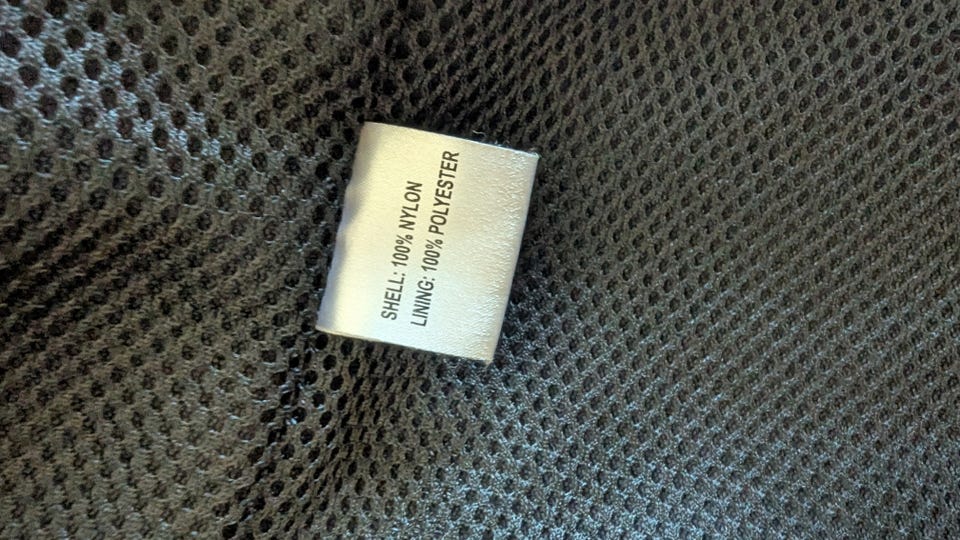 SHELL: 100% NYLON
LINING: 100% POLYESTER